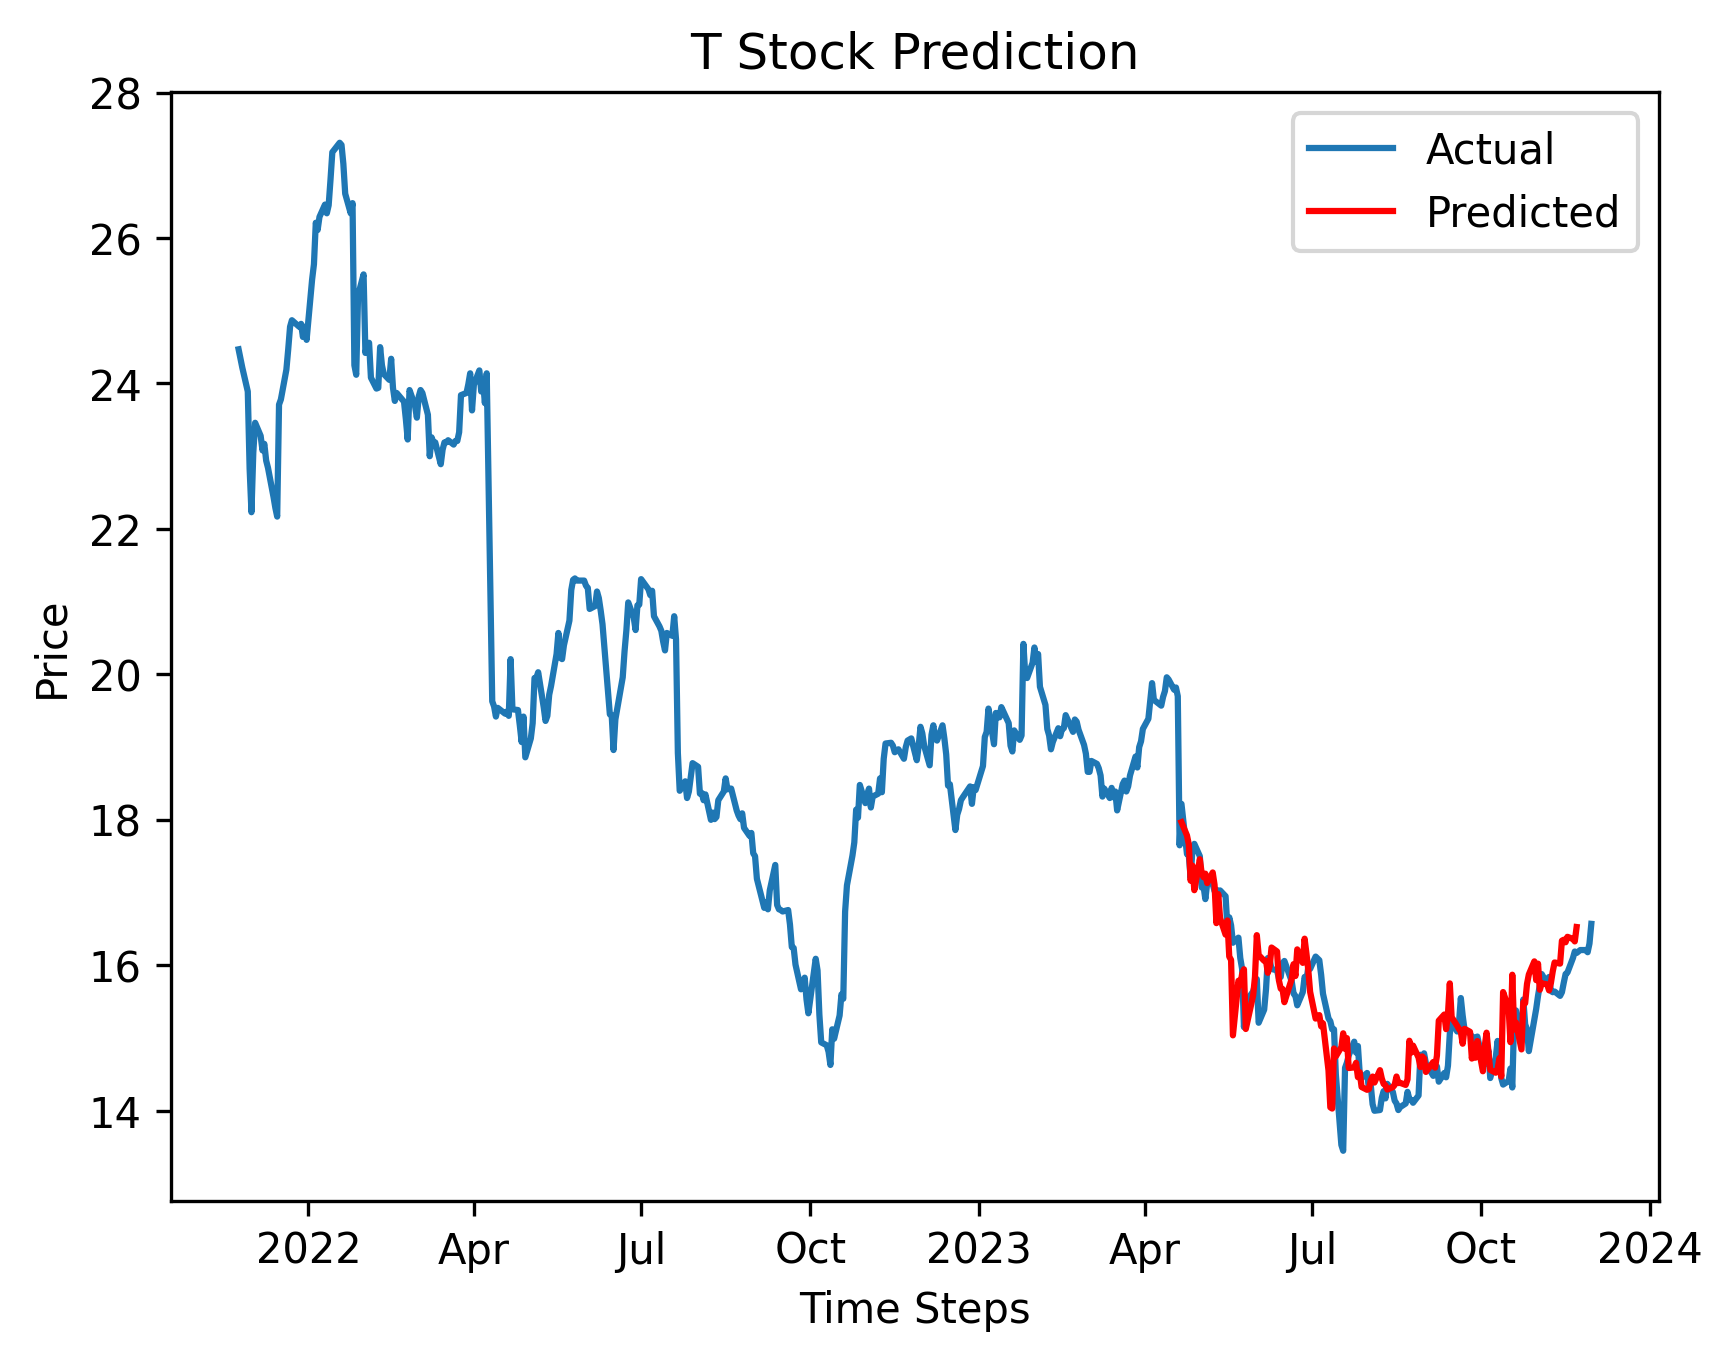 T Stock Prediction
Actual
Predicted
Price
28
26
24
22
20
18
16
14
2022 Apr Jul Oct 2023 Apr Jul Oct 2024
Time Steps